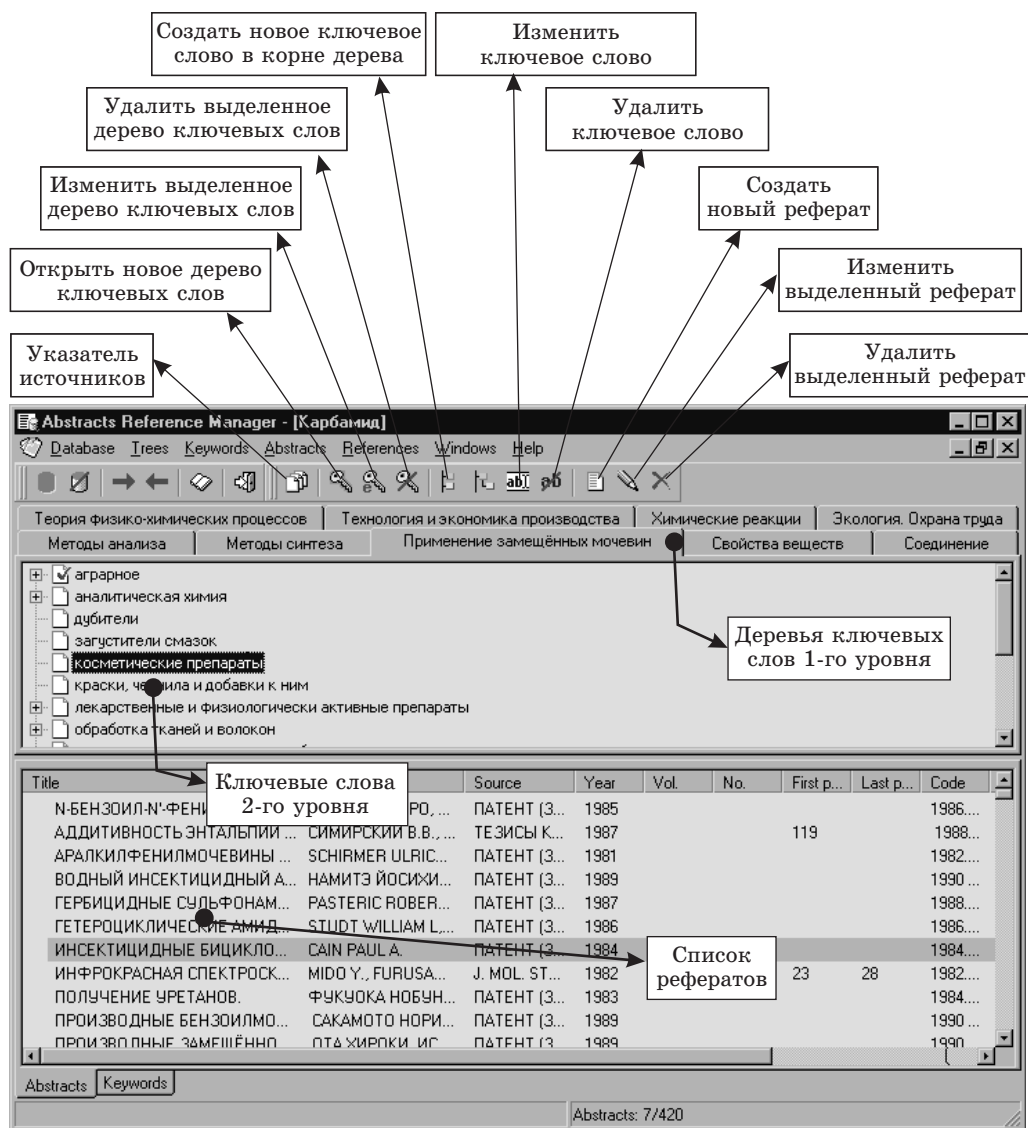 Создать новое ключевое
слово в корне дерева
Изменить
ключевое слово
Удалить выделенное
дерево ключевых слов
Удалить
ключевое слово
Изменить выделенное
дерево ключевых слов
Создать
новый реферат
Открыть новое дерево
ключевых слов
Изменить
выделенный реферат
Указатель
источников
Удалить
выделенный реферат
Abstracts Reference Manager - [Карбамид]
Database Trees Keywords Abstracts References Windows Help
Теория физико-химических процессов Технология и экономика производства Химические реакции Экология. Охрана труда
Методы анализа Методы синтеза Применение замещённых мочевин Свойства веществ Соединение
аграрное
аналитическая химия
дубители
загустители смазок
косметические препараты
краски, чернила и добавки к ним
лекарственные и физиологически активные препараты
обработка тканей и волокон
Деревья ключевых
слов 1-го уровня
Ключевые слова
2-го уровня
Title Source Year Vol. No. First p... Last p... Code
N-БЕНЗОИЛ-N'-ФЕНИ РО, ... ПАТЕНТ (З... 1985 1986....
АДДИТИВНОСТЬ ЭНТАЛЬПИИ ... СИМИРСКИЙ В.В., ... ТЕЗИСЫ К... 1987 119 1988...
АРАЛКИЛФЕНИЛМОЧЕВИНЫ ... SCHIRMER ULRIC... ПАТЕНТ (З... 1981 1982....
ВОДНЫЙ ИНСЕКТИЦИДНЫЙ А... НАМИТЭ ЙОСИХИ... ПАТЕНТ (З... 1989 1990 ...
ГЕРБИЦИДНЫЕ СУЛЬФОНАМ... PASTERIC ROBER... ПАТЕНТ (З... 1987 1988....
ГЕТЕРОЦИКЛИЧЕСКИЕ АМИД... STUDT WILLIAM L,... ПАТЕНТ (З... 1986 1986....
ИНСЕКТИЦИДНЫЕ БИЦИКЛО... CAIN PAUL A. ПАТЕНТ (З... 1984 1984....
ИНФРОКРАСНАЯ СПЕКТРОСК... MIDO Y., FURUSA... J. MOL. ST... 1982 23 28 1982....
ПОЛУЧЕНИЕ УРЕТАНОВ. ФУКУОКА НОБУН... ПАТЕНТ (З... 1983 1984....
ПРОИЗВОДНЫЕ БЕНЗОИЛМО... САКАМОТО НОРИ... ПАТЕНТ (З... 1989 1990 ...
ПРОИЗВОДНЫЕ ЗАМЕЩЁННО... ОТА ХИРОКИ, ИС... ПАТЕНТ (З... 1989 1990
Список
рефератов
Abstracts Keywords
Abstracts: 7/420